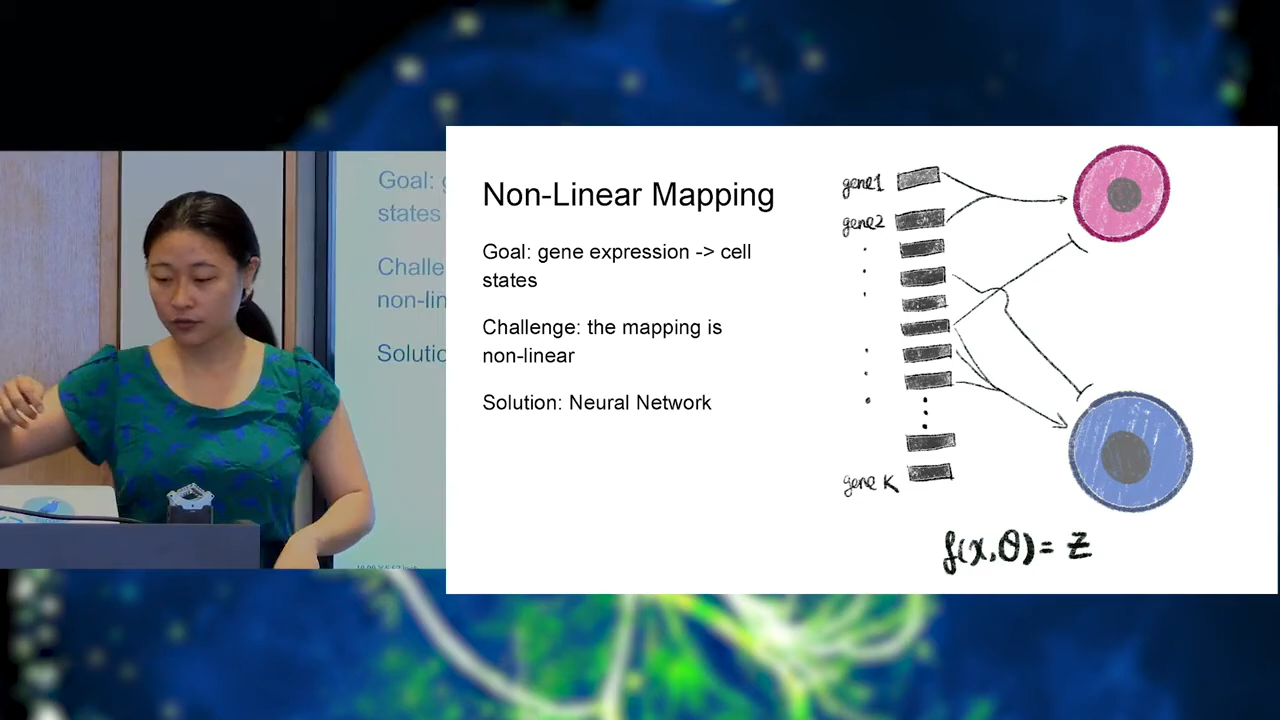 Goal: g
states
Challe
non-lin
Solutio
Non-Linear Mapping
Goal: gene expression -> cell
states
Challenge: the mapping is
non-linear
Solution: Neural Network
gene1
gene2
gene K
f(x,θ)= z